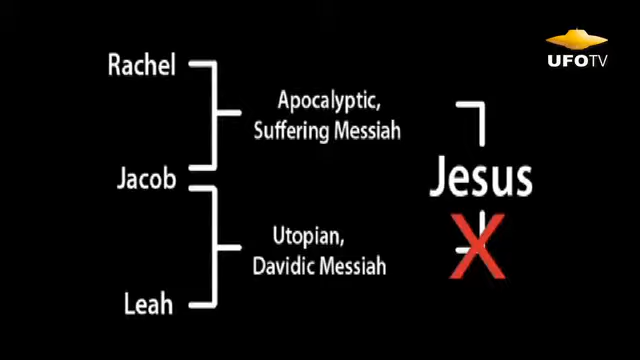 UFOTV
Rachel
Apocalyptic,
Suffering Messiah
Jacob
Jesus
X
Utopian,
Davidic Messiah
Leah